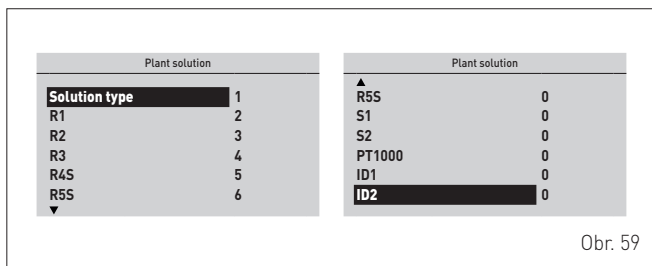 Plant solution
Solution type 1
R1 2
R2 3
R3 4
R4S 5
R5S 6
▼
Plant solution
▲
R5S 0
S1 0
S2 0
PT1000 0
ID1 0
ID2 0
Obr. 59